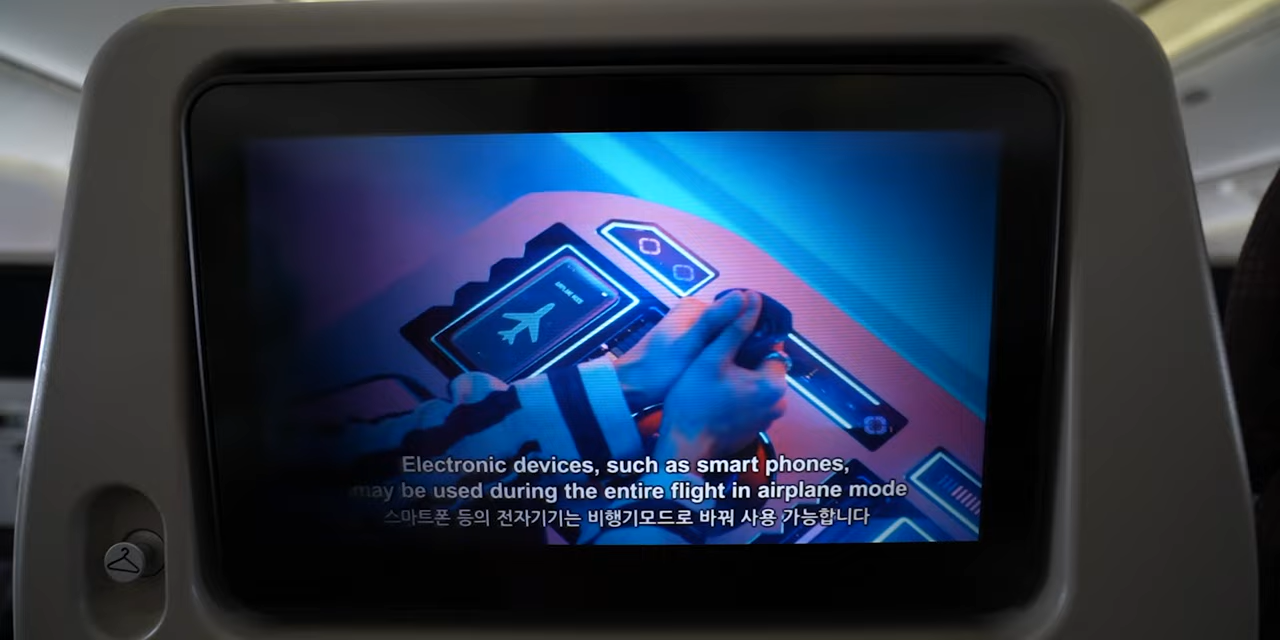 AIRPLANE MODE
Electronic devices, such as smart phones,
may be used during the entire flight in airplane mode
스마트폰 등의 전자기기는 비행기모드로 바꿔 사용 가능합니다